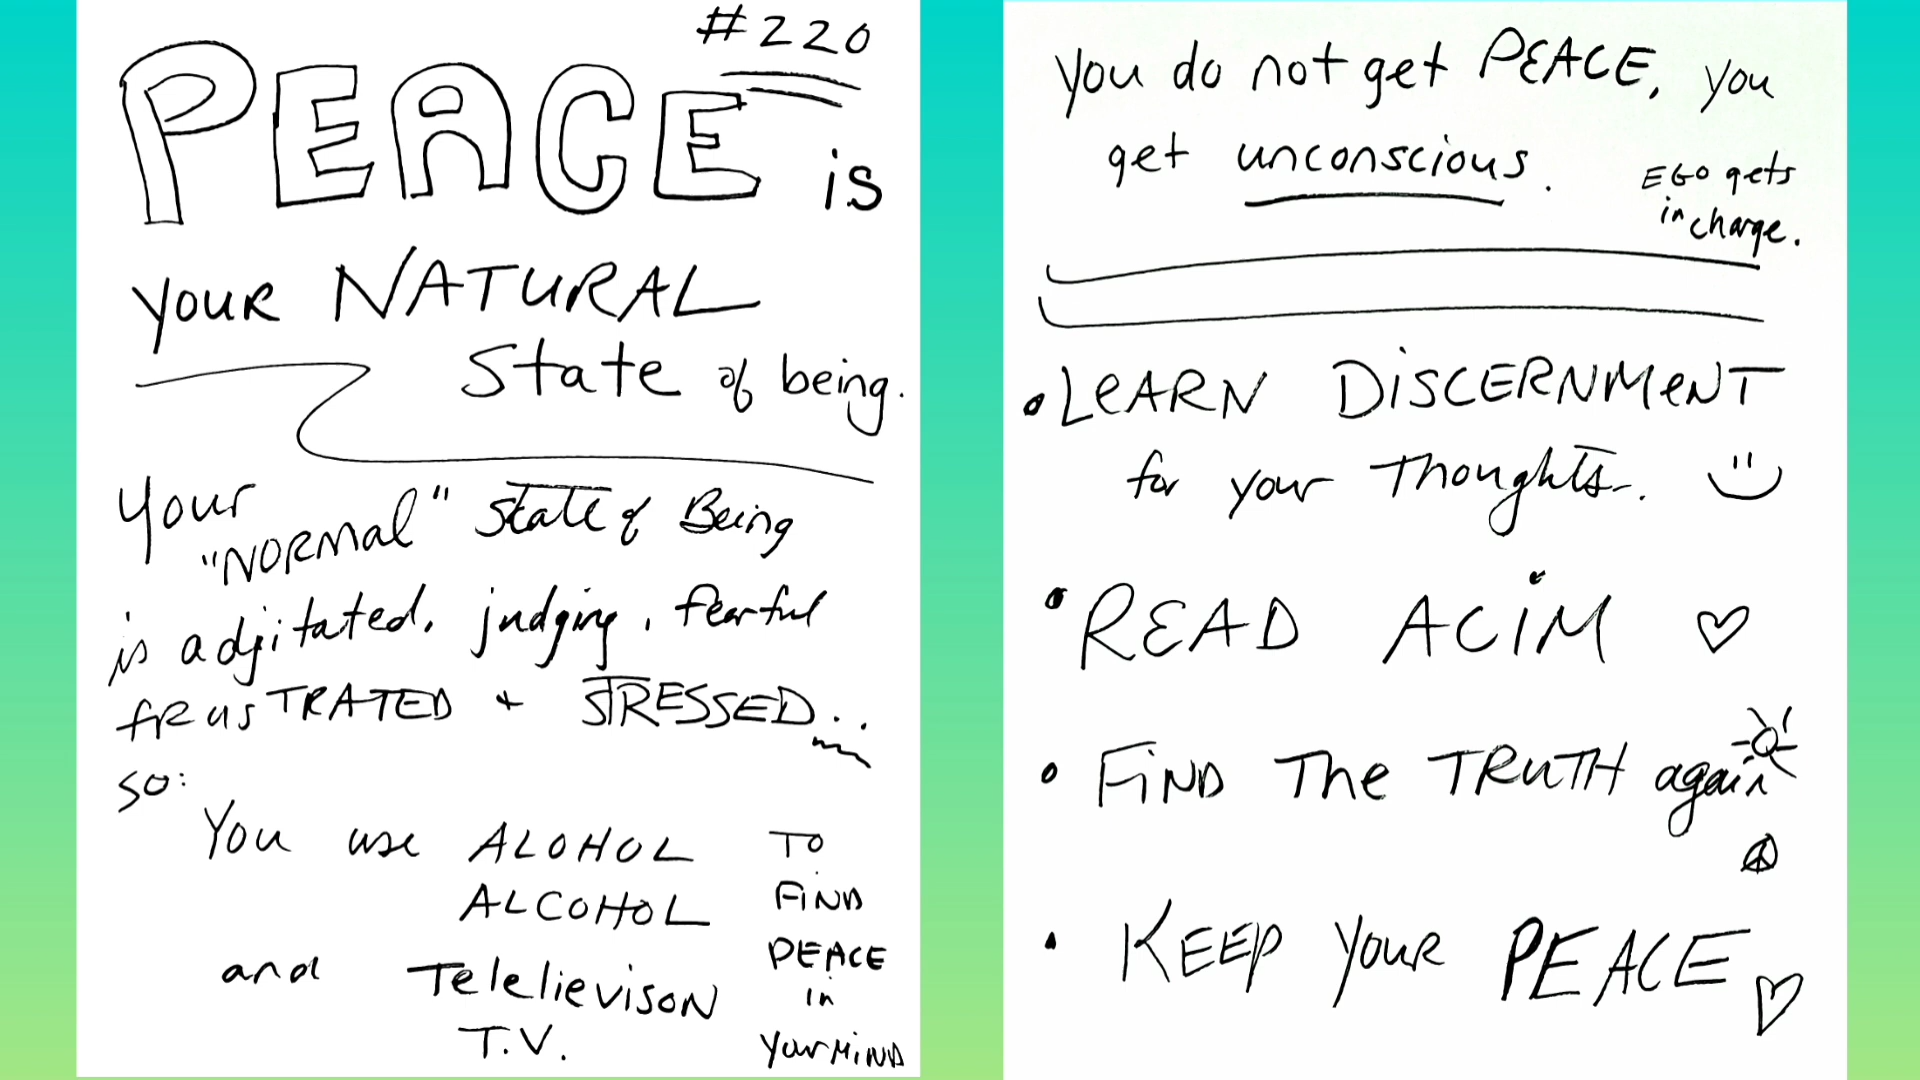 #220
PEACE is
your NATURAL
State of being.
Your
"NORMal" State of Being
is adjitated, judging, fearful
frusTRATED + STRESSED...
so:
You use ALOHOL TO
ALCOHOL FIND
PEACE
and Telelievison in
T.V. Your MIND
You do not get PEACE, you
get unconscious.
EGO gets
in charge.
• LeARN DiSCERNMeNT
for your Thoughts.
• READ ACiM
• FiND The TRuTH again
• KEEP Your PEACE